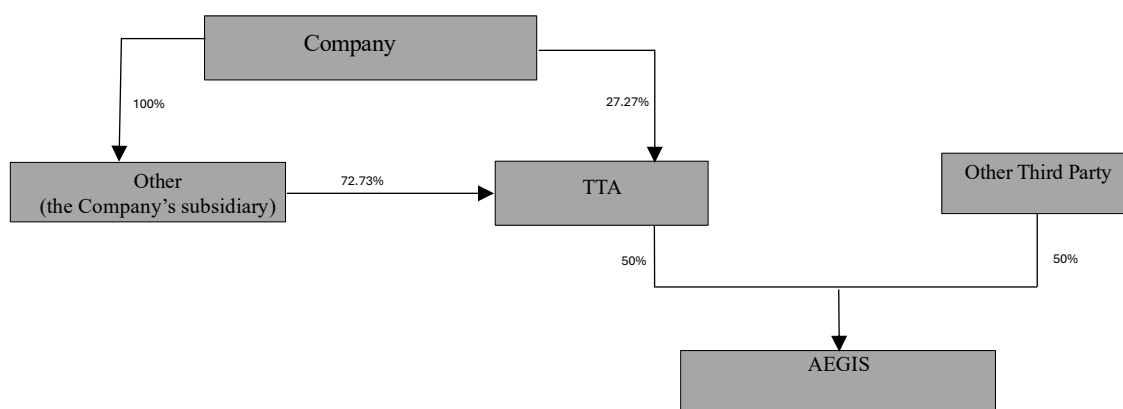 Company
100%
27.27%
Other
(the Company's subsidiary)
72.73%
TTA
Other Third Party
50%
50%
AEGIS